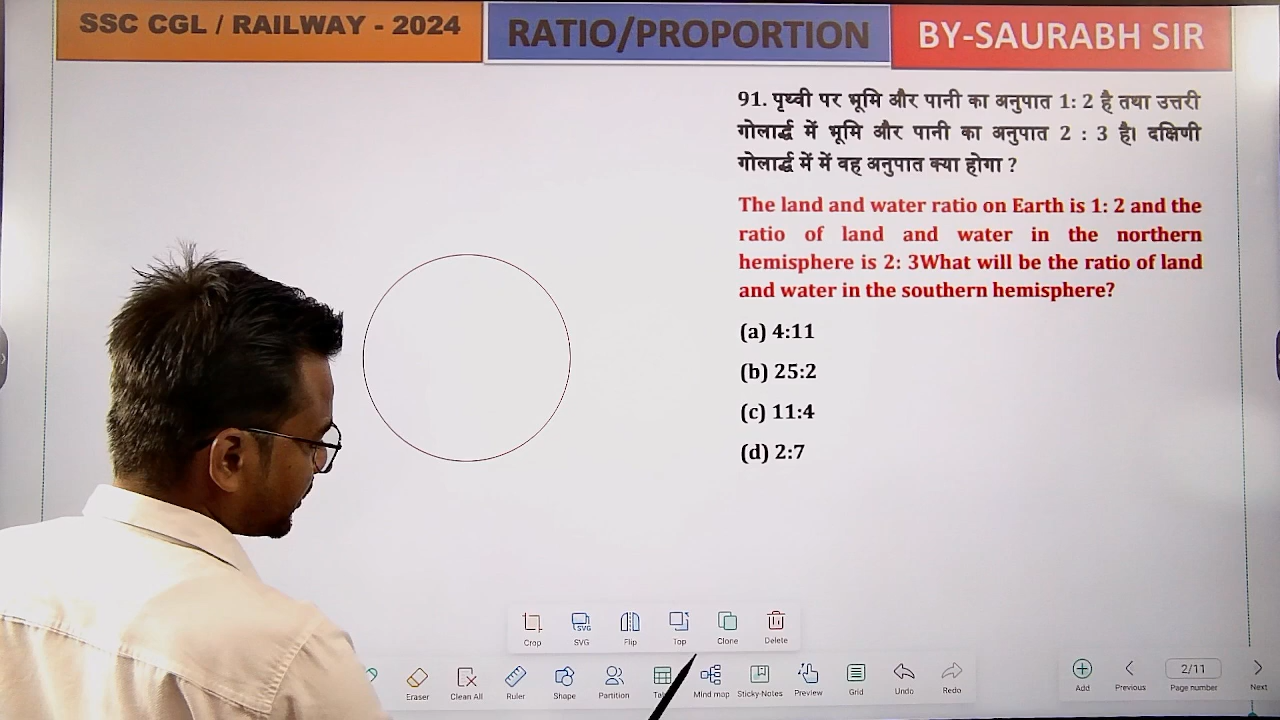 SSC CGL / RAILWAY - 2024
RATIO/PROPORTION
BY-SAURABH SIR
91. पृथ्वी पर भूमि और पानी का अनुपात 1: 2 है तथा उत्तरी
गोलार्द्ध में भूमि और पानी का अनुपात 2 : 3 है। दक्षिणी
गोलार्द्ध में में वह अनुपात क्या होगा ?
The land and water ratio on Earth is 1: 2 and the
ratio of land and water in the northern
hemisphere is 2: 3What will be the ratio of land
and water in the southern hemisphere?
(a) 4:11
(b) 25:2
(c) 11:4
(d) 2:7
SVG
Crop SVG Flip Top Clone Delete
Eraser Clean All Ruler Shape Partition Mind map Sticky-Notes Preview Grid Undo Redo
2/11
Add Previous Page number Next